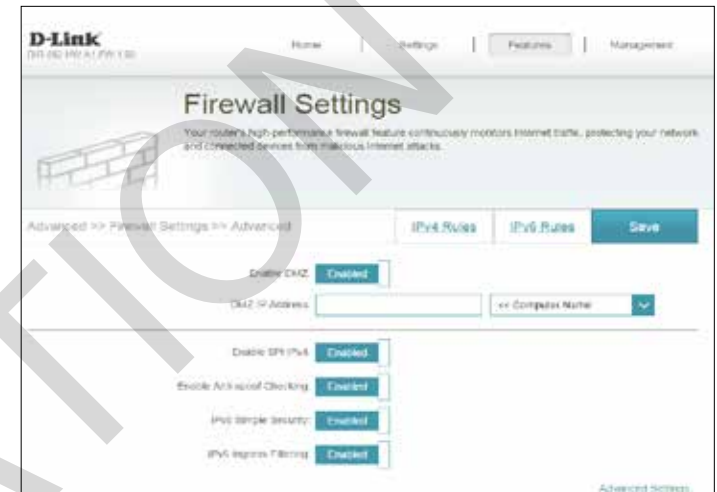 D-Link
Home
Settings
Features
Management
Firewall Settings
Your router's high-performance firewall feature continuously monitors Internet traffic, protecting your network
and connected devices from malicious Internet attacks.
Advanced >> Firewall Settings >> Advanced
IPv4 Rules
IPv6 Rules
Save
Enable DMZ: Enabled
DMZ IP Address:
<< Computer Name
Enable SPI IPv4: Enabled
Enable Anti-spoof Checking: Enabled
IPv6 Simple Security: Enabled
IPv6 Ingress Filtering: Enabled
Advanced Settings...